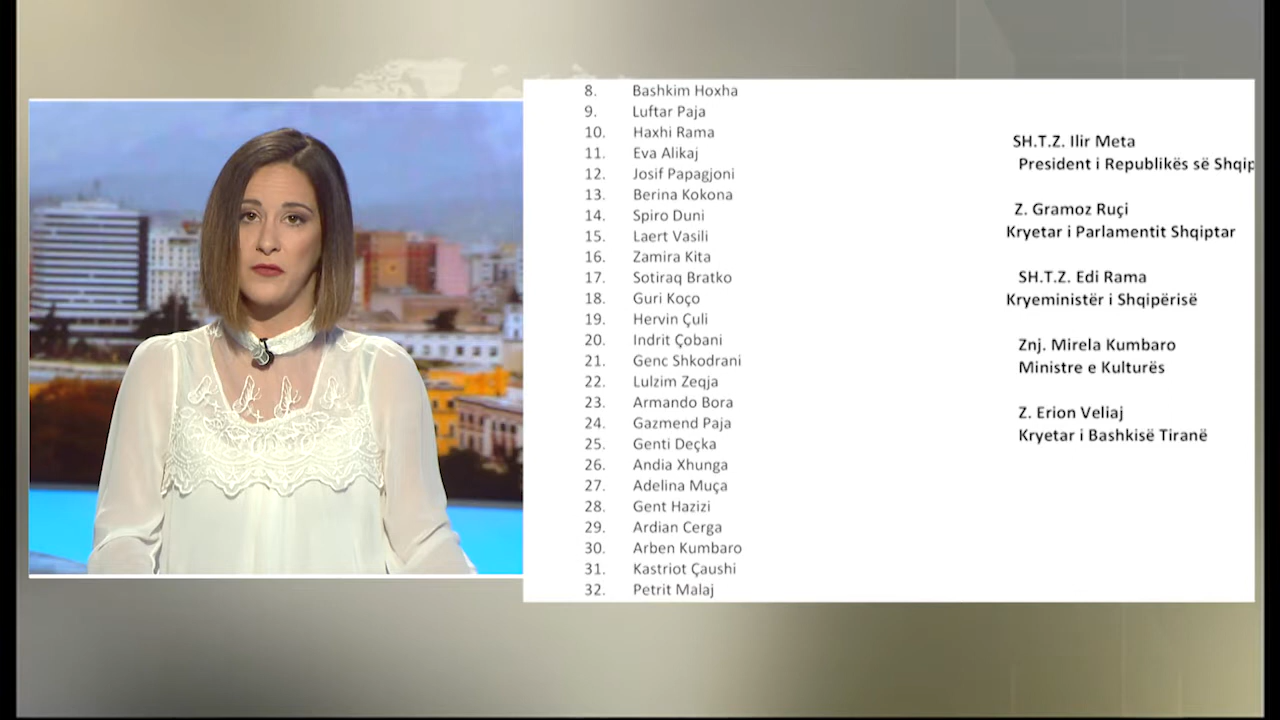 8. Bashkim Hoxha
9. Luftar Paja
10. Haxhi Rama
11. Eva Alikaj
12. Josif Papagjoni
13. Berina Kokona
14. Spiro Duni
15. Laert Vasili
16. Zamira Kita
17. Sotiraq Bratko
18. Guri Koço
19. Hervin Çuli
20. Indrit Çobani
21. Genc Shkodrani
22. Lulzim Zeqja
23. Armando Bora
24. Gazmend Paja
25. Genti Deçka
26. Andia Xhunga
27. Adelina Muça
28. Gent Hazizi
29. Ardian Cerga
30. Arben Kumbaro
31. Kastriot Çaushi
32. Petrit Malaj
SH.T.Z. Ilir Meta
President i Republikës së Shqip
Z. Gramoz Ruçi
Kryetar i Parlamentit Shqiptar
SH.T.Z. Edi Rama
Kryeministër i Shqipërisë
Znj. Mirela Kumbaro
Ministre e Kulturës
Z. Erion Veliaj
Kryetar i Bashkisë Tiranë